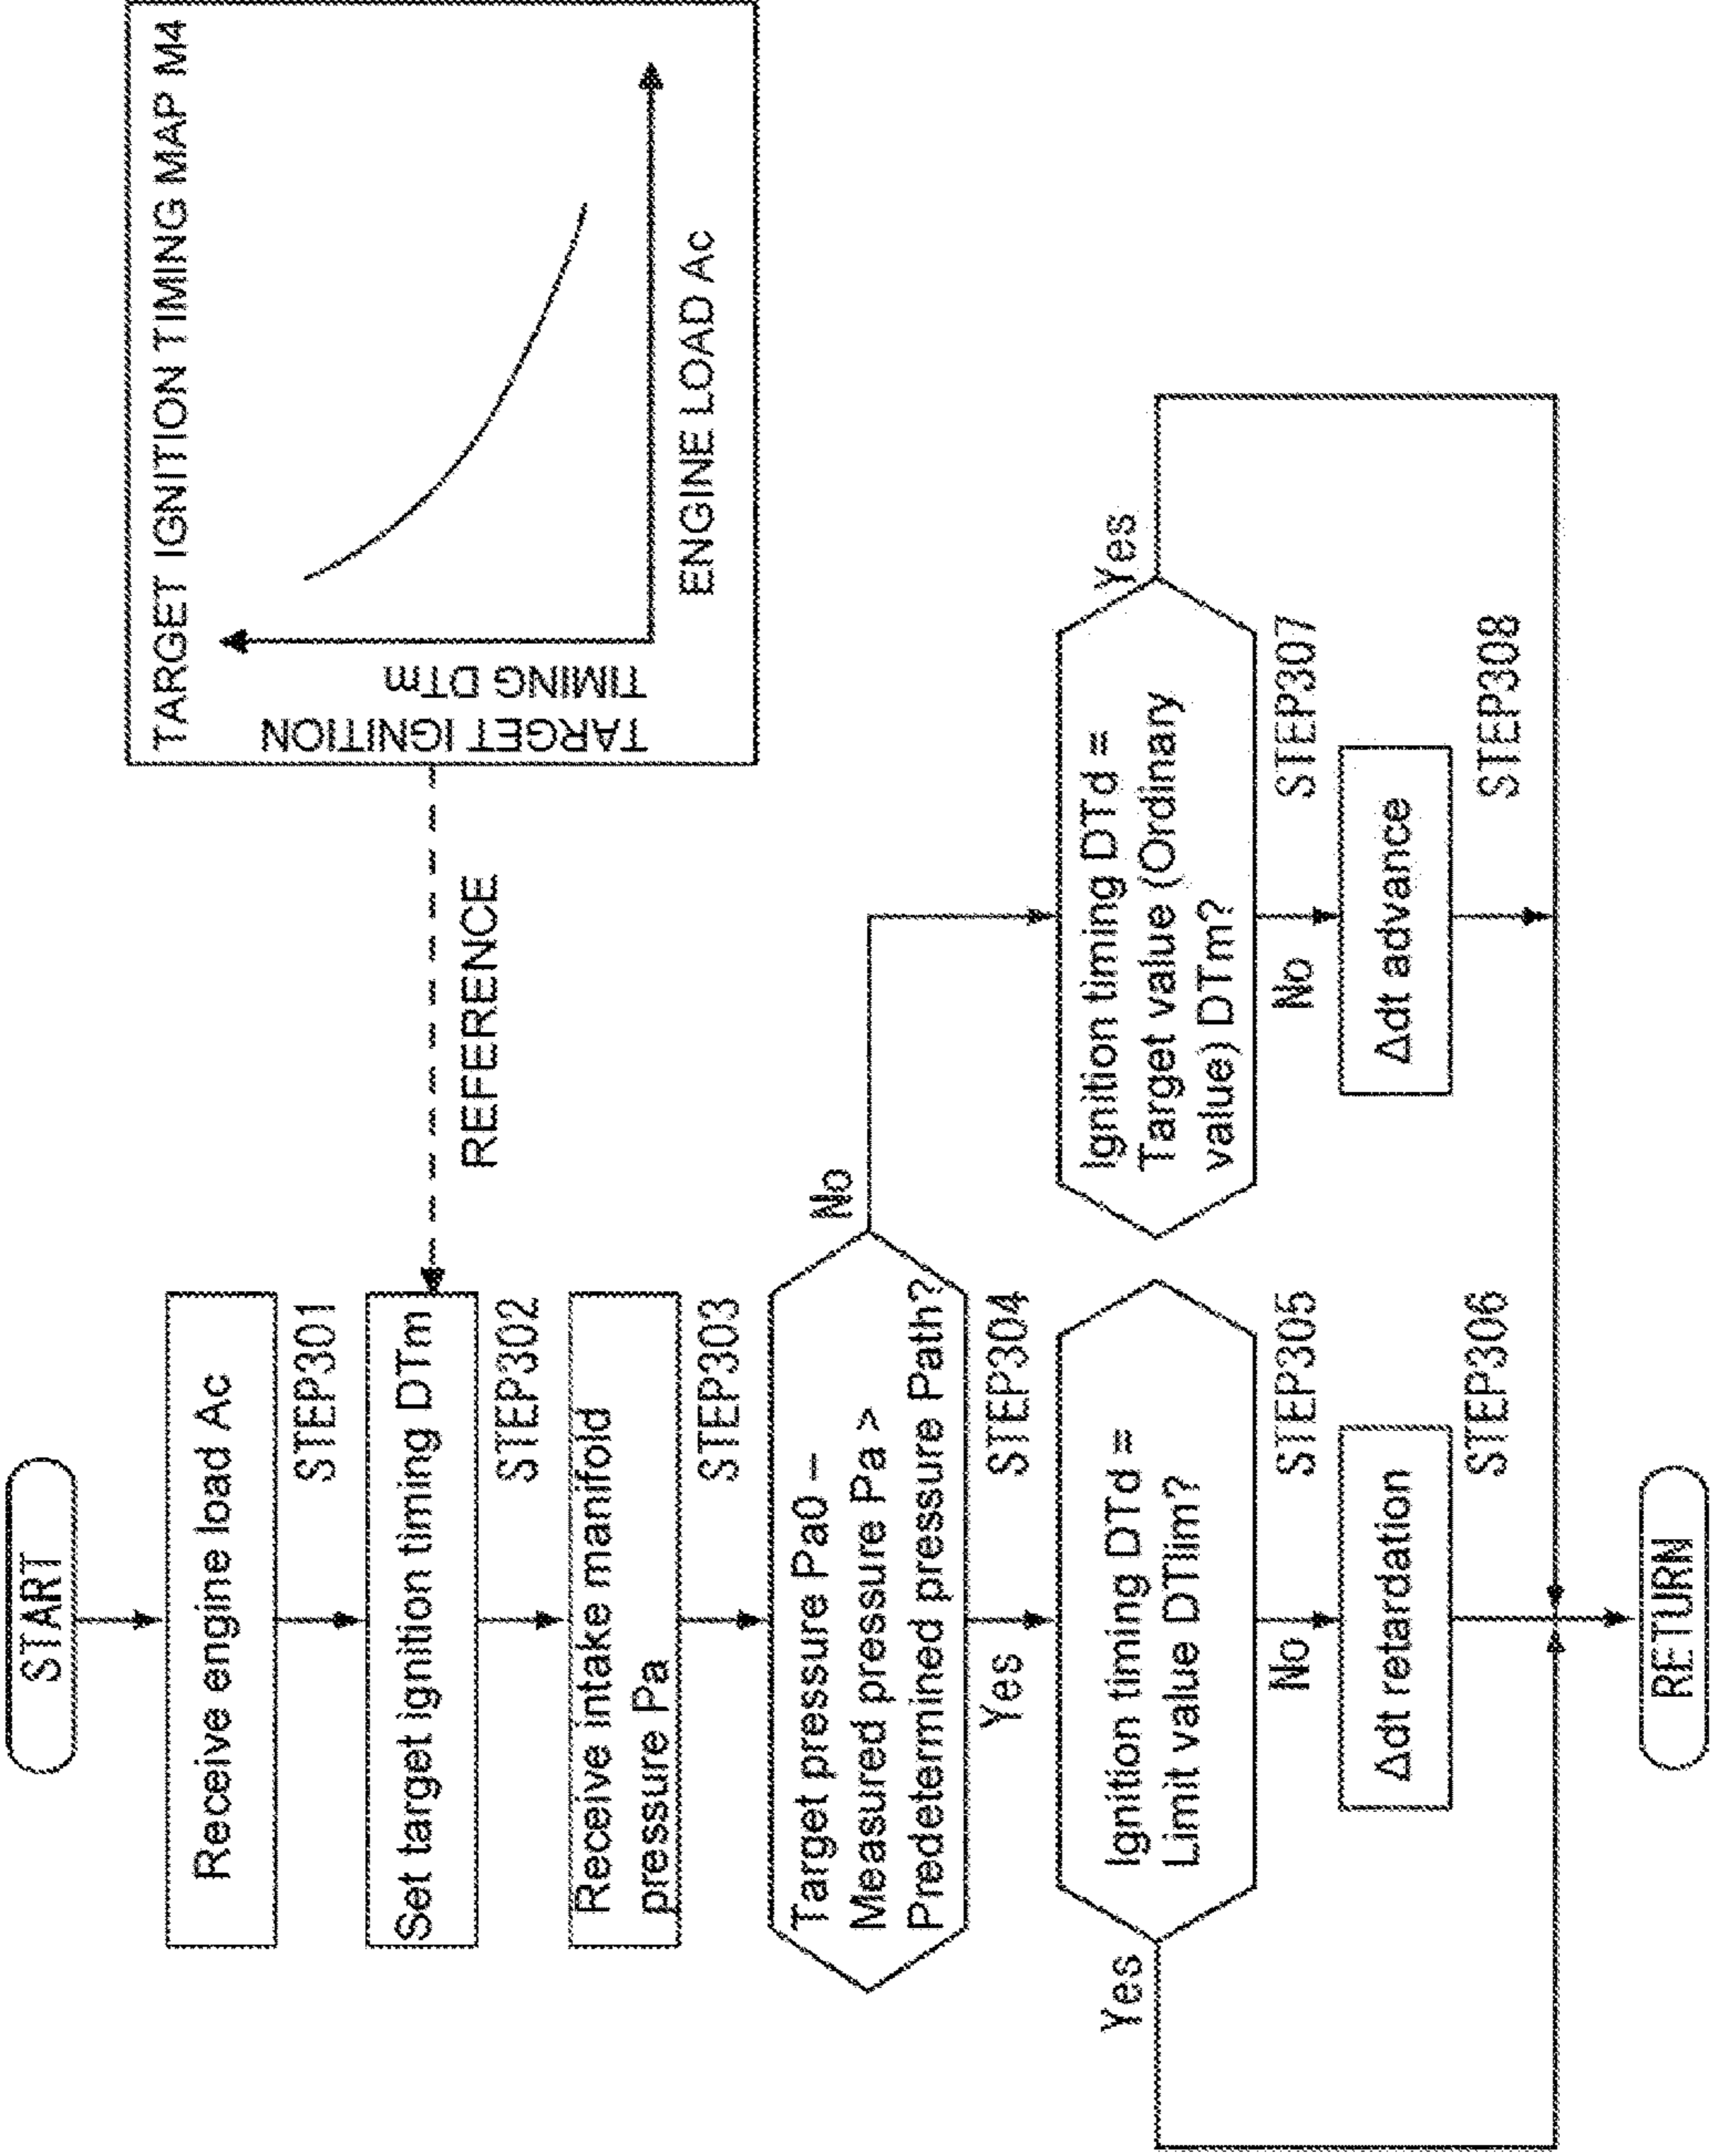 START
Receive engine load Ac
STEP301
Set target ignition timing DTm
STEP302
Receive intake manifold
pressure Pa
STEP303
Target pressure Pa0 –
Measured pressure Pa >
Predetermined pressure Path?
STEP304
Yes
No
Ignition timing DTd =
Limit value DTlim?
STEP305
Yes
No
Δdt retardation
STEP306
RETURN
REFERENCE
TARGET IGNITION TIMING MAP M4
TARGET IGNITION
TIMING DTm
ENGINE LOAD Ac
Ignition timing DTd =
Target value (Ordinary
value) DTm?
STEP307
Yes
No
Δdt advance
STEP308